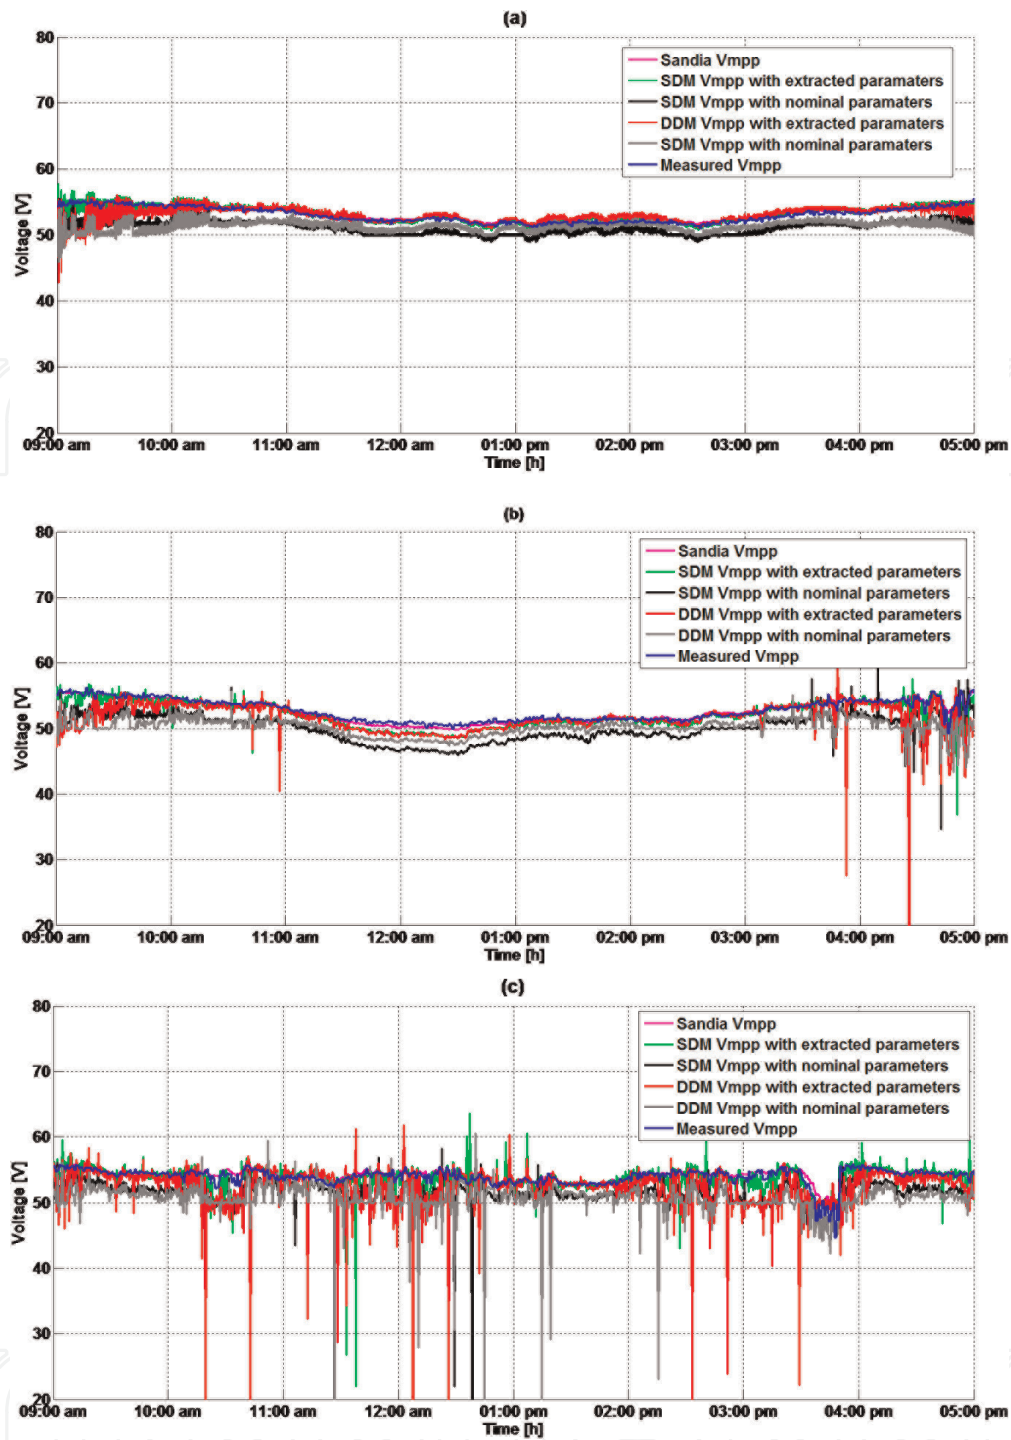 (a)
80
70
60
50
40
30
20
Voltage [V]
Sandia Vmpp
SDM Vmpp with extracted paramaters
SDM Vmpp with nominal paramaters
DDM Vmpp with extracted paramaters
SDM Vmpp with nominal paramaters
Measured Vmpp
09:00 am 10:00 am 11:00 am 12:00 am 01:00 pm 02:00 pm 03:00 pm 04:00 pm 05:00 pm
Time [h]
(b)
80
70
60
50
40
30
20
Voltage [V]
Sandia Vmpp
SDM Vmpp with extracted parameters
SDM Vmpp with nominal parameters
DDM Vmpp with extracted parameters
DDM Vmpp with nominal parameters
Measured Vmpp
09:00 am 10:00 am 11:00 am 12:00 am 01:00 pm 02:00 pm 03:00 pm 04:00 pm 05:00 pm
Time [h]
(c)
80
70
60
50
40
30
20
Voltage [V]
Sandia Vmpp
SDM Vmpp with extracted parameters
SDM Vmpp with nominal parameters
DDM Vmpp with extracted parameters
DDM Vmpp with nominal parameters
Measured Vmpp
09:00 am 10:00 am 11:00 am 12:00 am 01:00 pm 02:00 pm 03:00 pm 04:00 pm 05:00 pm
Time [h]